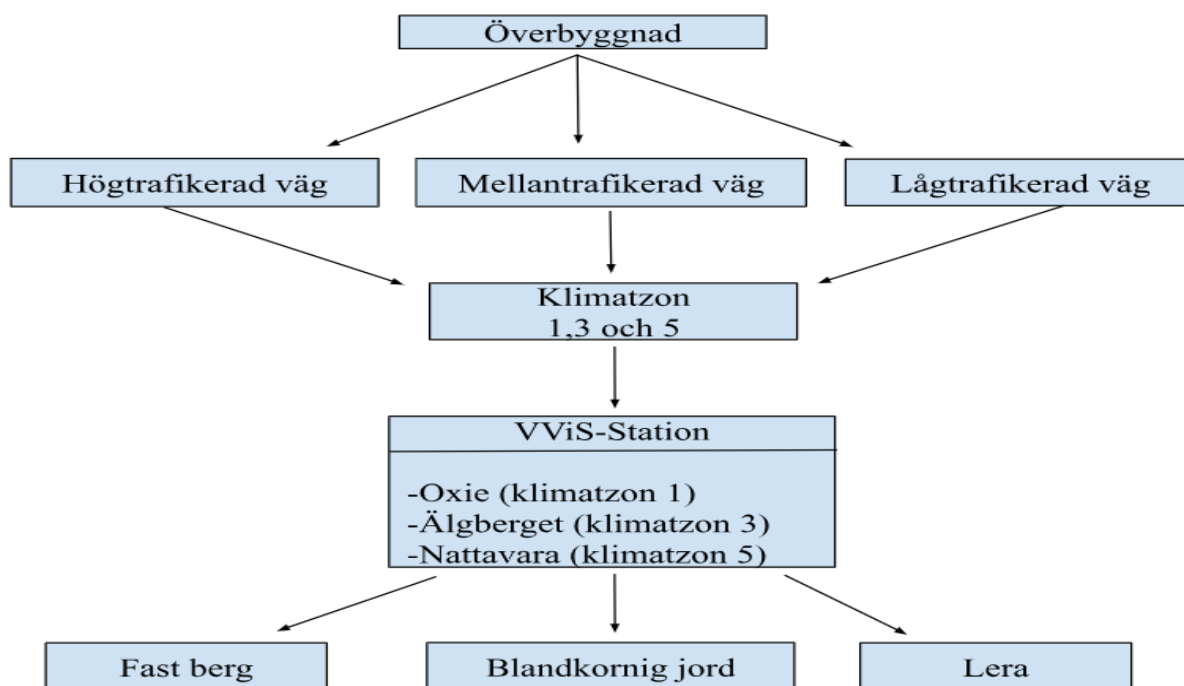 Överbyggnad
Högtrafikerad väg
Mellantrafikerad väg
Lågtrafikerad väg
Klimatzon
1,3 och 5
VViS-Station
-Oxie (klimatzon 1)
-Älgberget (klimatzon 3)
-Nattavara (klimatzon 5)
Fast berg
Blandkornig jord
Lera